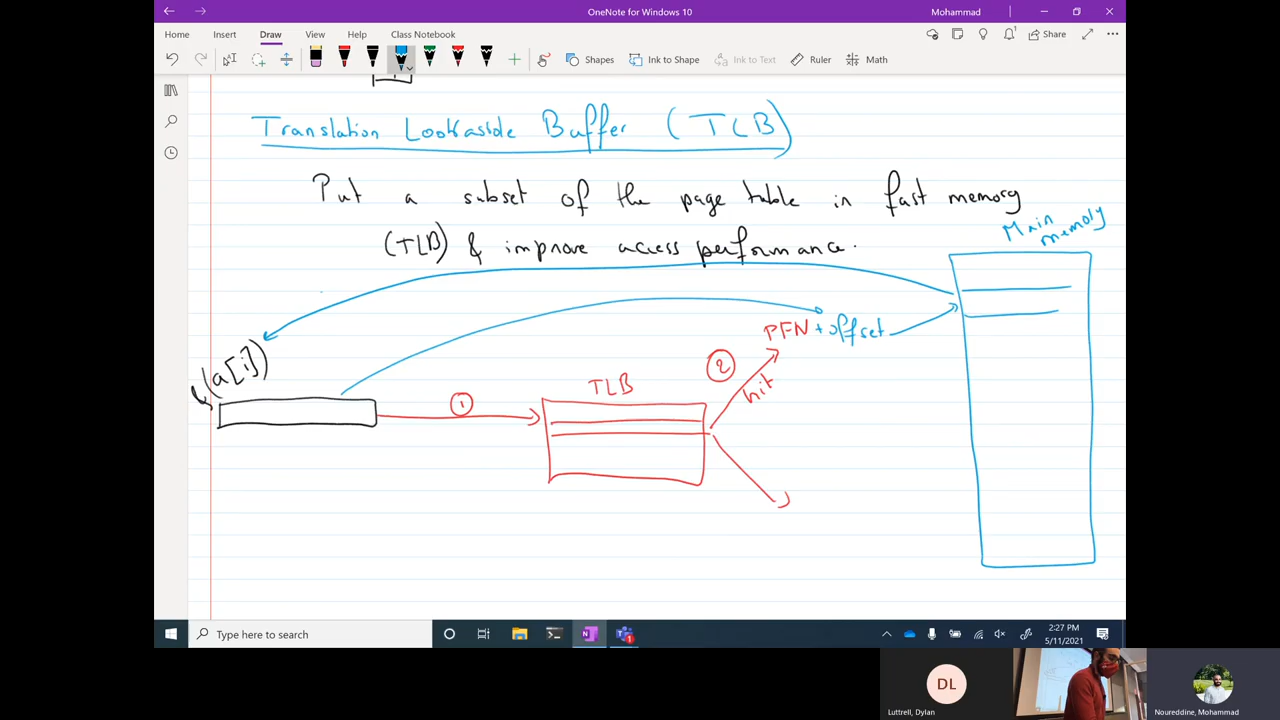 OneNote for Windows 10
Mohammad
Home Insert Draw View Help Class Notebook
Share
Shapes Ink to Shape Ink to Text Ruler Math
Translation Lookaside Buffer (TLB)
Put a subset of the page table in fast memory
(TLB) & improve access performance.
Main
memory
PFN + offset
(a[i])
2
hit
TLB
1
Type here to search
2:27 PM
5/11/2021
DL
Luttrell, Dylan
Noureddine, Mohammad